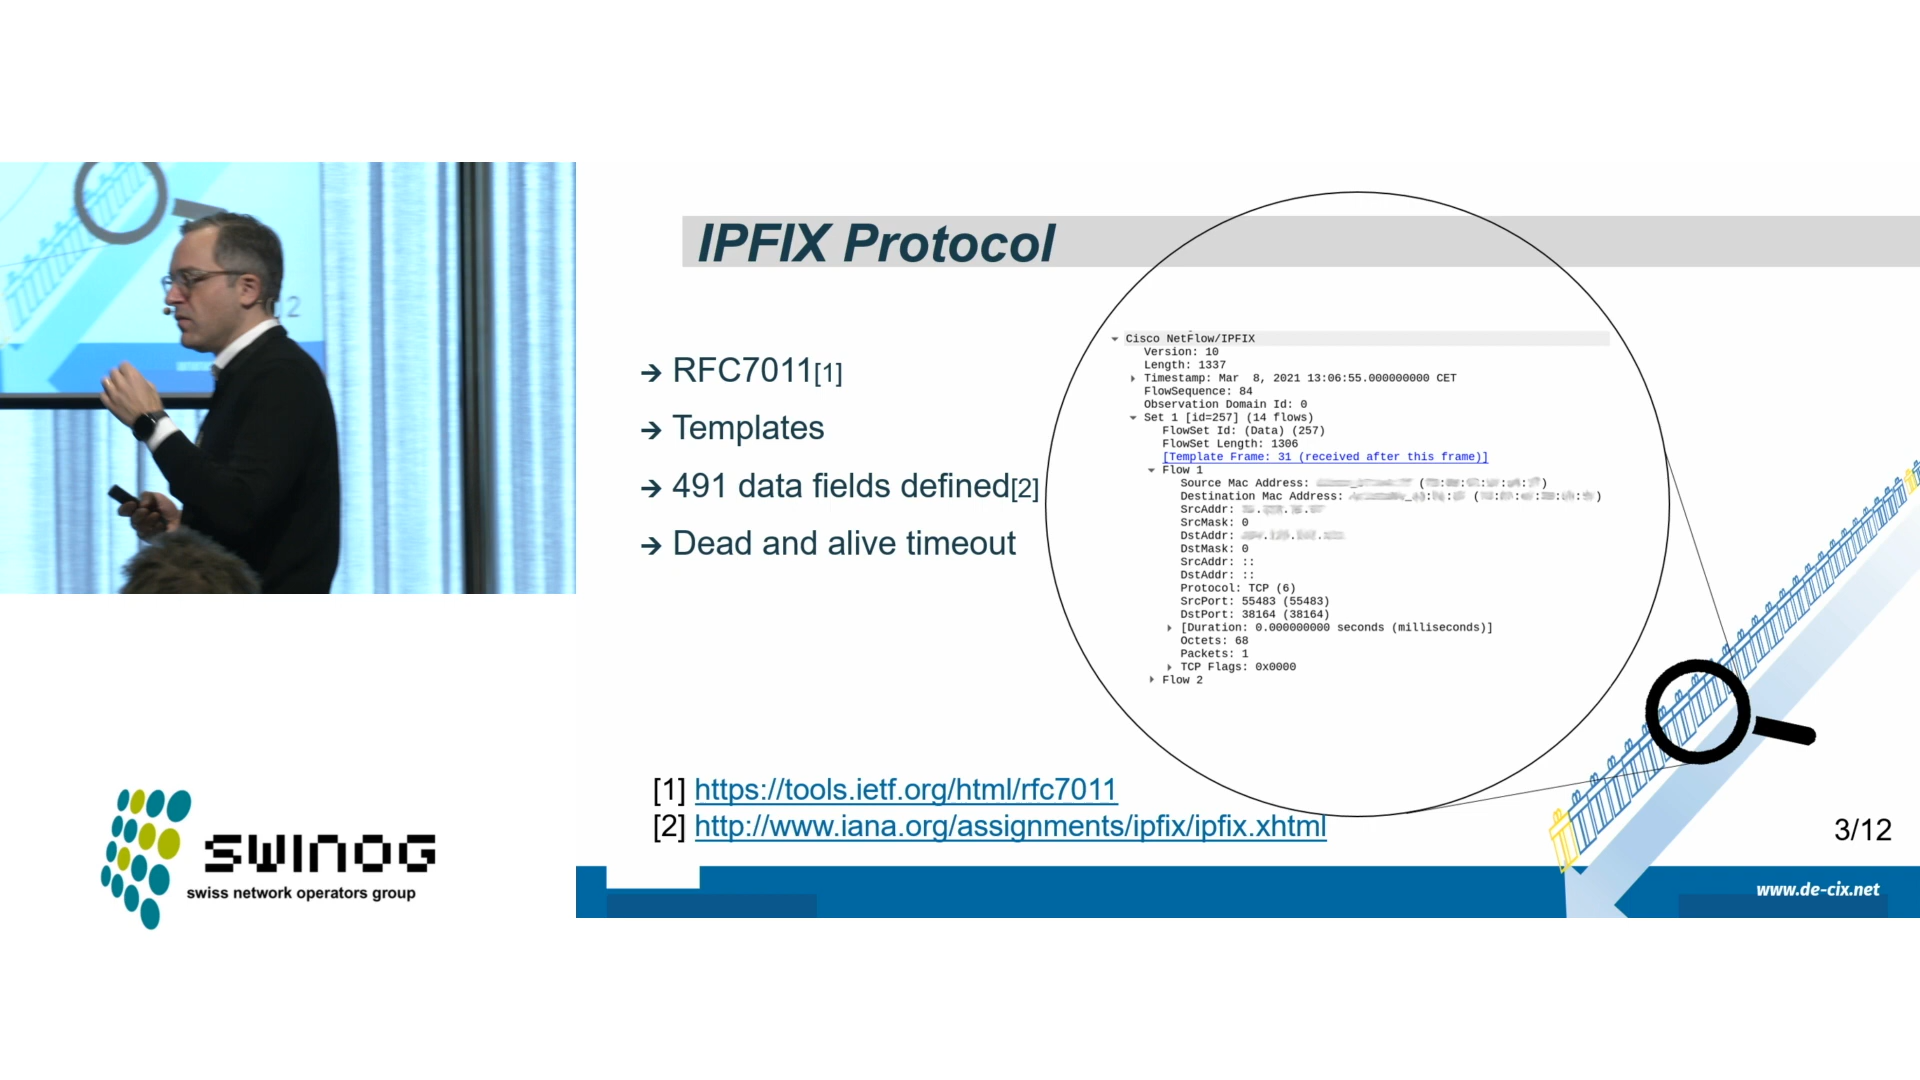 IPFIX Protocol
→ RFC7011[1]
→ Templates
→ 491 data fields defined[2]
→ Dead and alive timeout
Cisco NetFlow/IPFIX
Version: 10
Length: 1337
Timestamp: Mar  8, 2021 13:06:55.000000000 CET
FlowSequence: 84
Observation Domain Id: 0
Set 1 [id=257] (14 flows)
FlowSet Id: (Data) (257)
FlowSet Length: 1306
[Template Frame: 31 (received after this frame)]
Flow 1
Source Mac Address:
Destination Mac Address:
SrcAddr:
SrcMask: 0
DstAddr:
DstMask: 0
SrcAddr: ::
DstAddr: ::
Protocol: TCP (6)
SrcPort: 55483 (55483)
DstPort: 38164 (38164)
[Duration: 0.000000000 seconds (milliseconds)]
Octets: 68
Packets: 1
TCP Flags: 0x0000
Flow 2
[1] https://tools.ietf.org/html/rfc7011
[2] http://www.iana.org/assignments/ipfix/ipfix.xhtml
3/12
www.de-cix.net
SWINOG
swiss network operators group